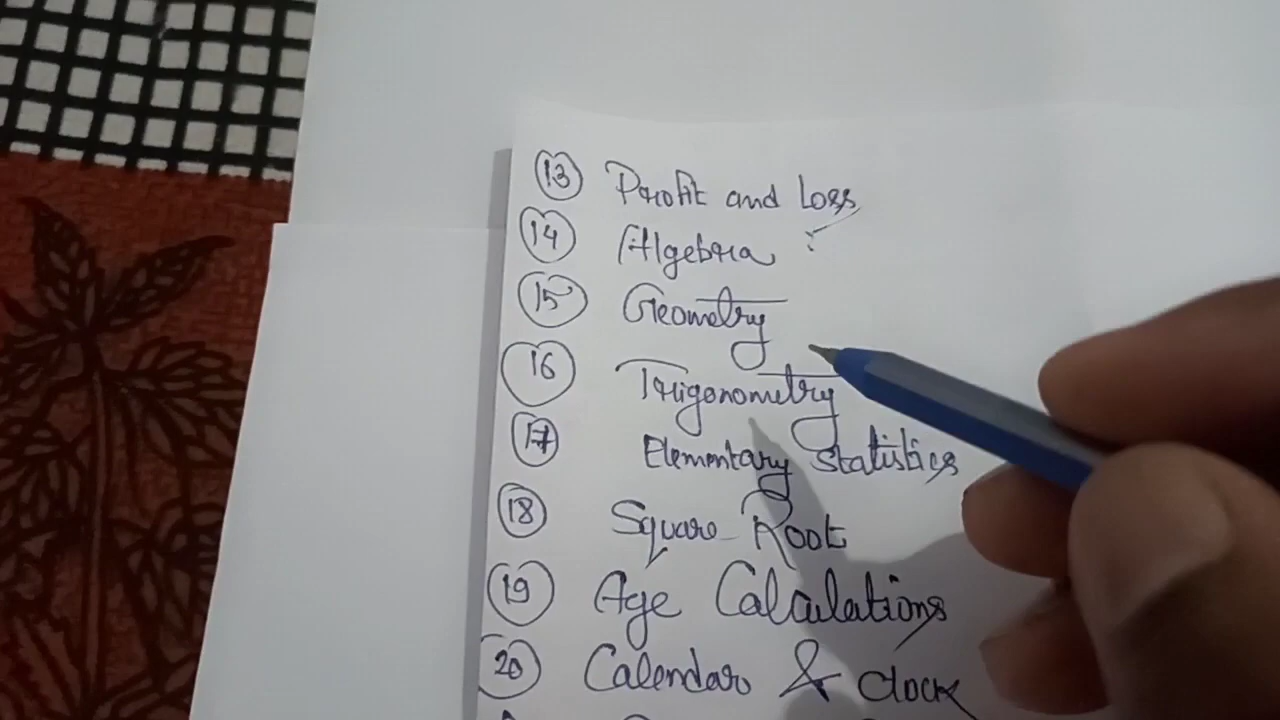 13 Profit and Loss
14 Algebra
15 Geometry
16 Trigonometry
17 Elementary Statistics
18 Square Root
19 Age Calculations
20 Calendar & Clock